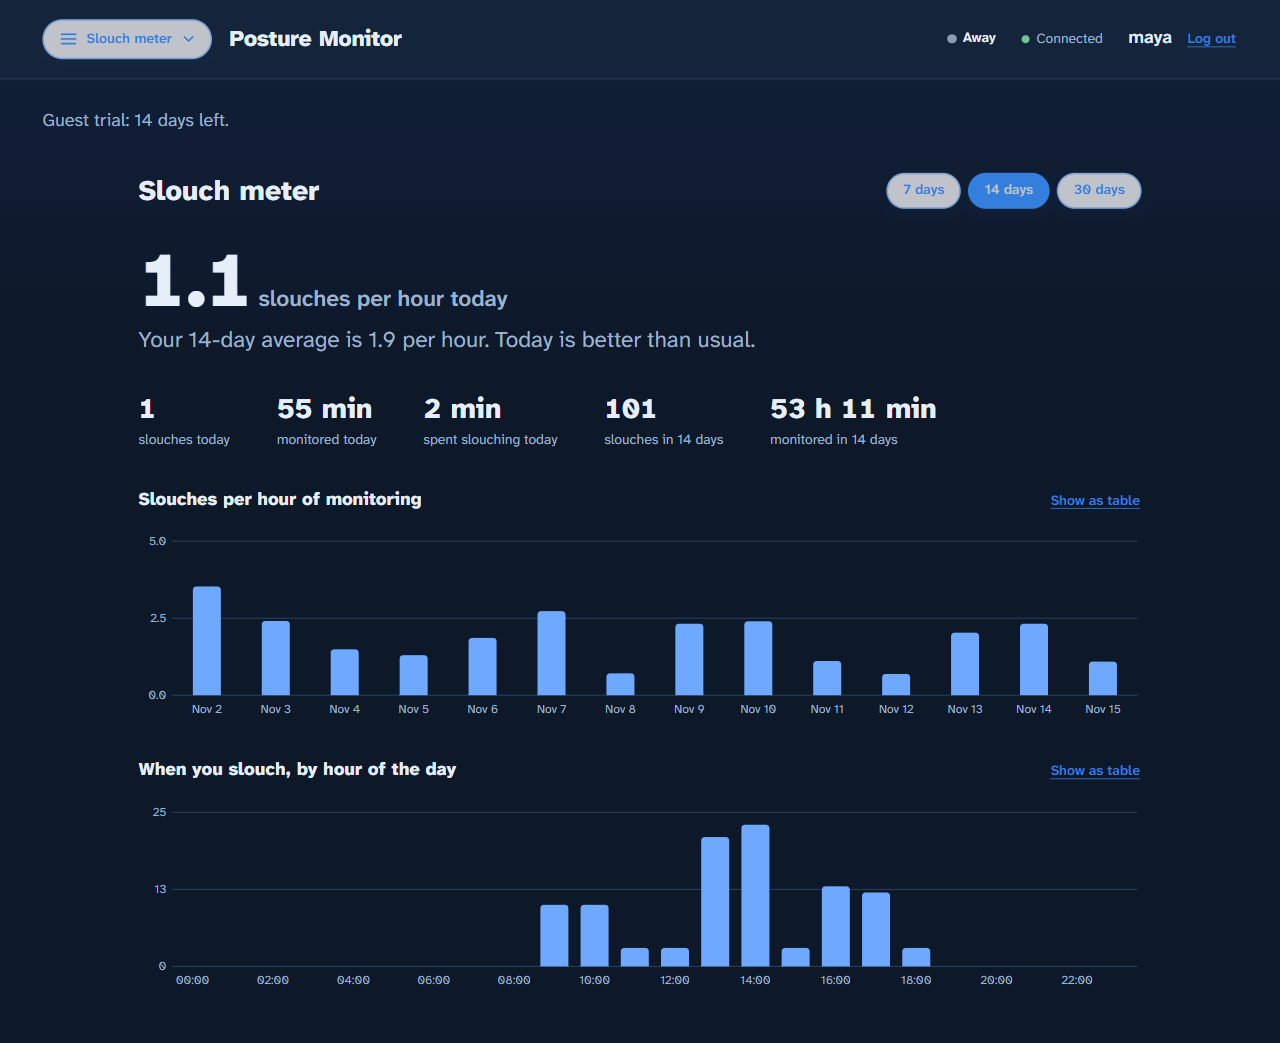 Slouch meter
Posture Monitor
Away
Connected
maya
Log out
Guest trial: 14 days left.
Slouch meter
7 days
14 days
30 days
1.1 slouches per hour today
Your 14-day average is 1.9 per hour. Today is better than usual.
1
slouches today
55 min
monitored today
2 min
spent slouching today
101
slouches in 14 days
53 h 11 min
monitored in 14 days
Slouches per hour of monitoring
Show as table
5.0
2.5
0.0
Nov 2 Nov 3 Nov 4 Nov 5 Nov 6 Nov 7 Nov 8 Nov 9 Nov 10 Nov 11 Nov 12 Nov 13 Nov 14 Nov 15
When you slouch, by hour of the day
Show as table
25
13
0
00:00 02:00 04:00 06:00 08:00 10:00 12:00 14:00 16:00 18:00 20:00 22:00